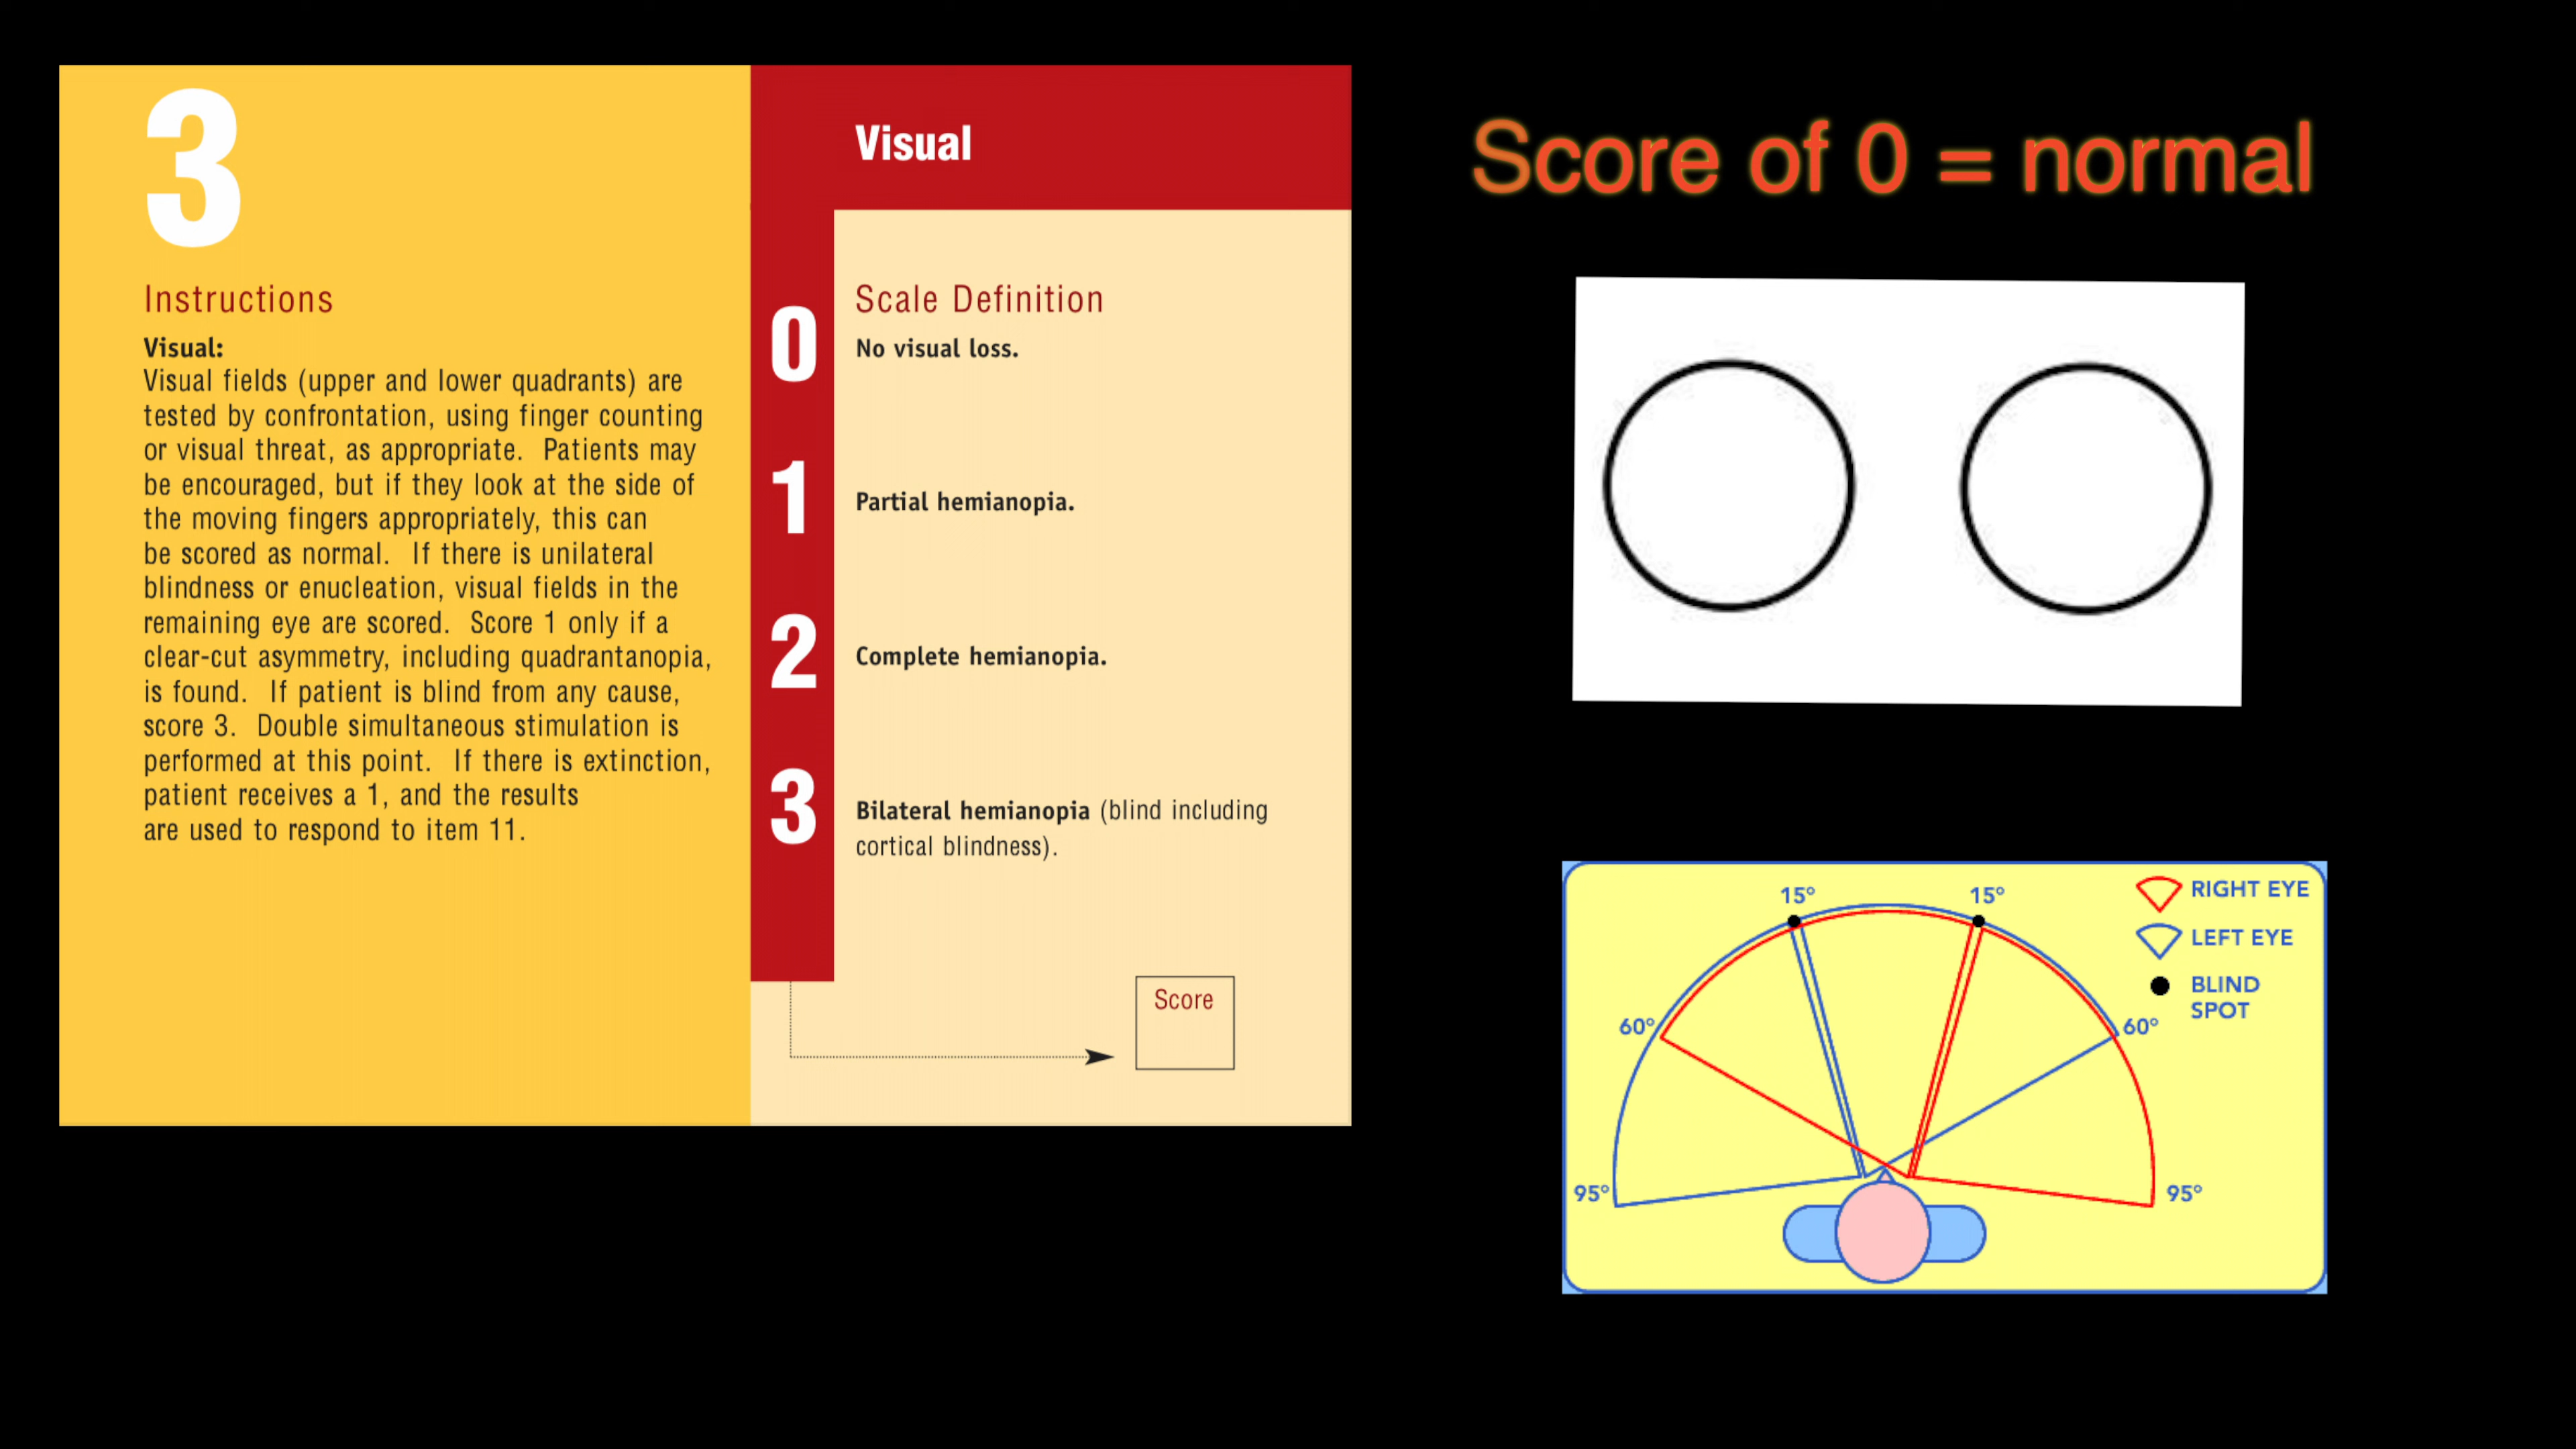 3
Instructions
Visual:
Visual fields (upper and lower quadrants) are
tested by confrontation, using finger counting
or visual threat, as appropriate.  Patients may
be encouraged, but if they look at the side of
the moving fingers appropriately, this can
be scored as normal.  If there is unilateral
blindness or enucleation, visual fields in the
remaining eye are scored.  Score 1 only if a
clear-cut asymmetry, including quadrantanopia,
is found.  If patient is blind from any cause,
score 3.  Double simultaneous stimulation is
performed at this point.  If there is extinction,
patient receives a 1, and the results
are used to respond to item 11.
Visual
Scale Definition
0 No visual loss.
1 Partial hemianopia.
2 Complete hemianopia.
3 Bilateral hemianopia (blind including
cortical blindness).
Score
Score of 0 = normal
15° 15°
RIGHT EYE
LEFT EYE
BLIND
SPOT
60° 60°
95° 95°